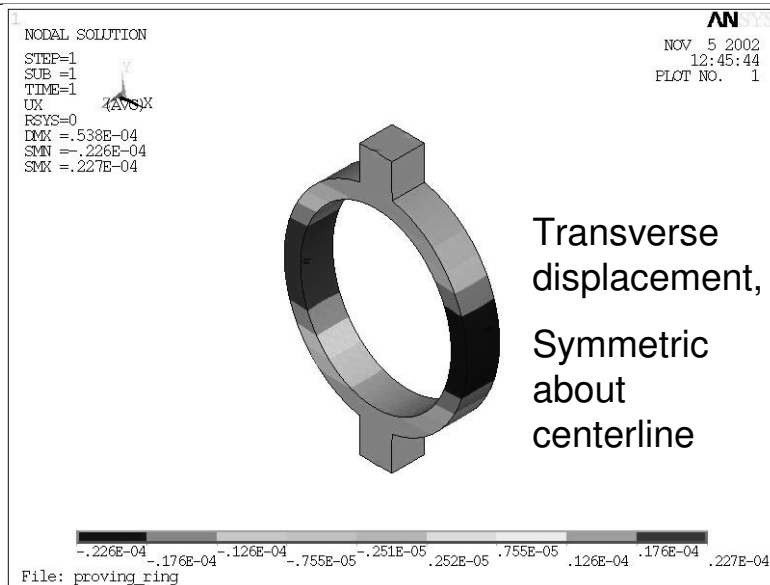 1
NODAL SOLUTION
STEP=1
SUB =1
TIME=1
UX (AVG)
RSYS=0
DMX =.538E-04
SMN =-.226E-04
SMX =.227E-04
Y
Z X
ANSYS
NOV 5 2002
12:45:44
PLOT NO. 1
Transverse
displacement,
Symmetric
about
centerline
-.226E-04 -.176E-04 -.126E-04 -.755E-05 -.251E-05 .252E-05 .755E-05 .126E-04 .176E-04 .227E-04
File: proving_ring